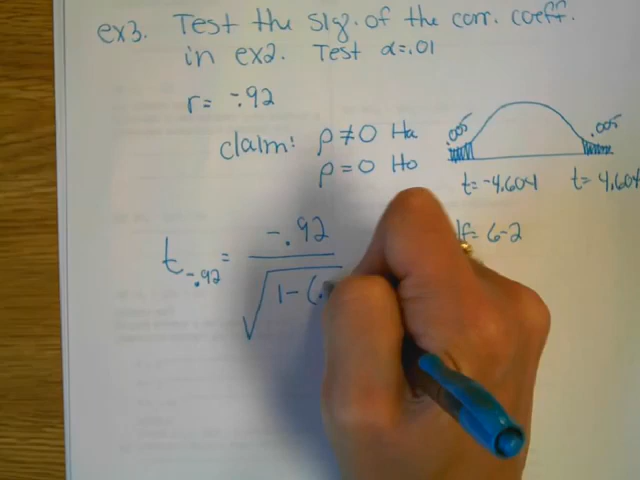 ex3. Test the sig. of the corr. coeff.
in ex2. Test α=.01
r= -.92
claim: ρ≠0 Ha
ρ=0 Ho
.005 .005
t=-4.604 t=4.604
df= 6-2
t-.92 = -.92
√1-(.